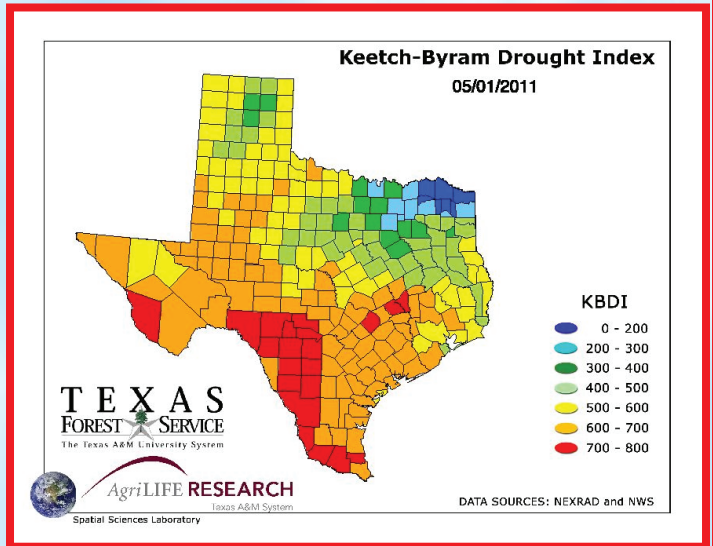 Keetch-Byram Drought Index
05/01/2011
KBDI
0 - 200
200 - 300
300 - 400
400 - 500
500 - 600
600 - 700
700 - 800
TEXAS
FOREST SERVICE
The Texas A&M University System
AgriLIFE RESEARCH
Texas A&M System
Spatial Sciences Laboratory
DATA SOURCES: NEXRAD and NWS